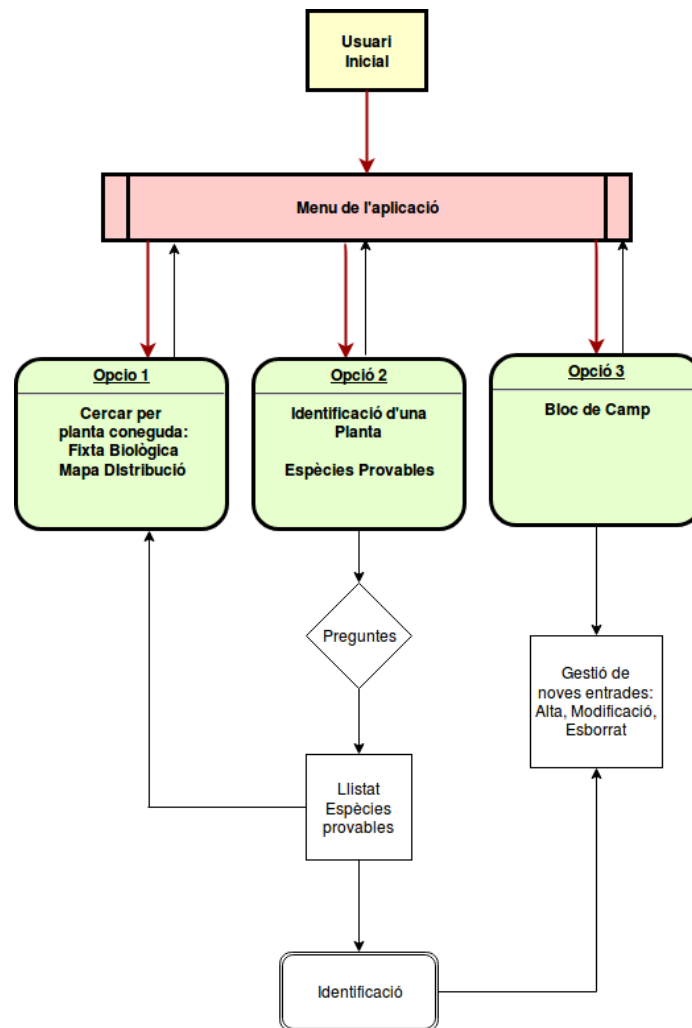 Usuari
Inicial
Menu de l'aplicació
Opcio 1
Cercar per
planta coneguda:
Fixta Biològica
Mapa DIstribució
Opció 2
Identificació d'una
Planta
Espècies Provables
Opció 3
Bloc de Camp
Preguntes
Gestió de
noves entrades:
Alta, Modificació,
Esborrat
Llistat
Espècies
provables
Identificació